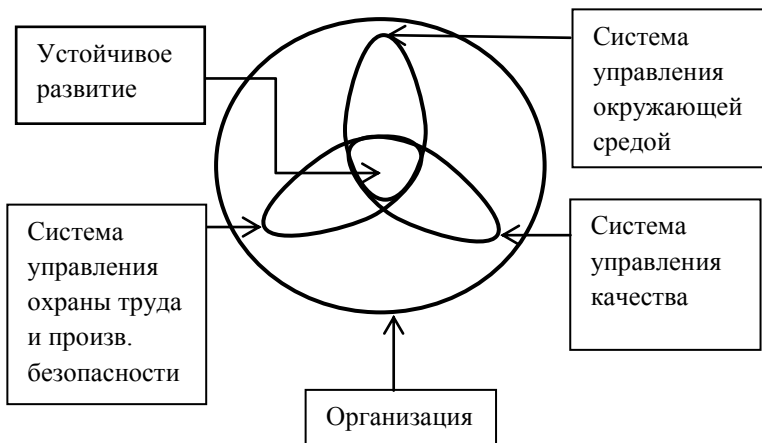 Устойчивое
развитие
Система
управления
окружающей
средой
Система
управления
охраны труда
и произв.
безопасности
Система
управления
качества
Организация